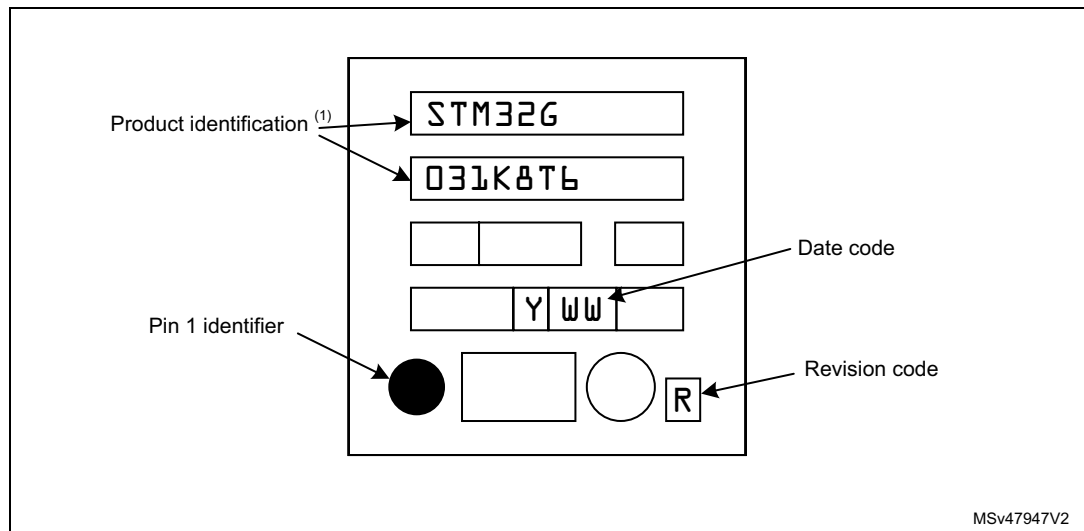 STM32G
Product identification (1)
031K8T6
Date code
Y WW
Pin 1 identifier
Revision code
R
MSv47947V2